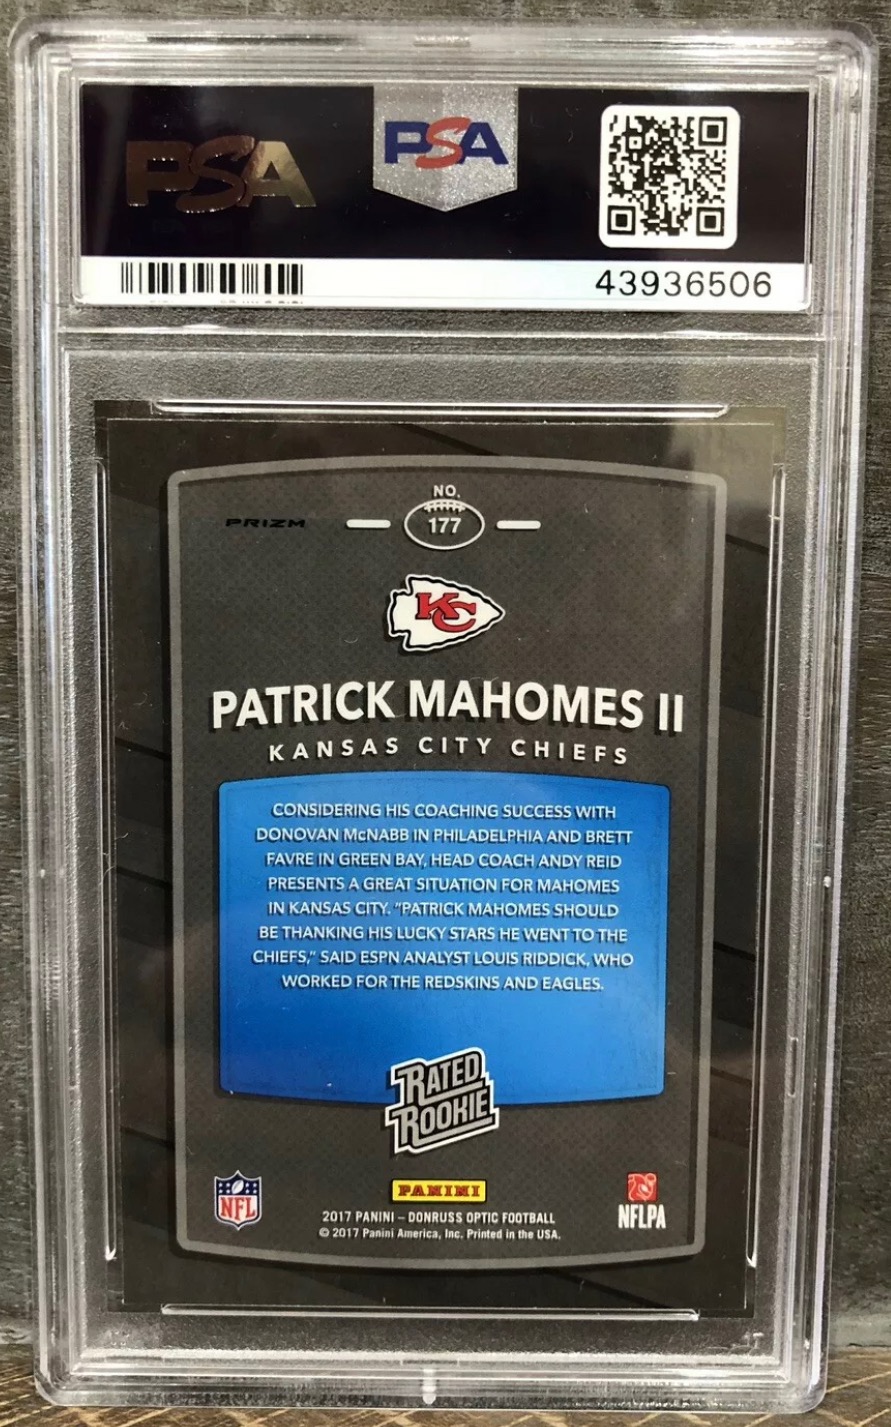 PSA
PSA
43936506
NO.
PRIZM
177
KC
PATRICK MAHOMES II
KANSAS CITY CHIEFS
CONSIDERING HIS COACHING SUCCESS WITH
DONOVAN McNABB IN PHILADELPHIA AND BRETT
FAVRE IN GREEN BAY, HEAD COACH ANDY REID
PRESENTS A GREAT SITUATION FOR MAHOMES
IN KANSAS CITY. "PATRICK MAHOMES SHOULD
BE THANKING HIS LUCKY STARS HE WENT TO THE
CHIEFS," SAID ESPN ANALYST LOUIS RIDDICK, WHO
WORKED FOR THE REDSKINS AND EAGLES.
RATED
ROOKIE
NFL
PANINI
NFLPA
2017 PANINI – DONRUSS OPTIC FOOTBALL
© 2017 Panini America, Inc. Printed in the USA.